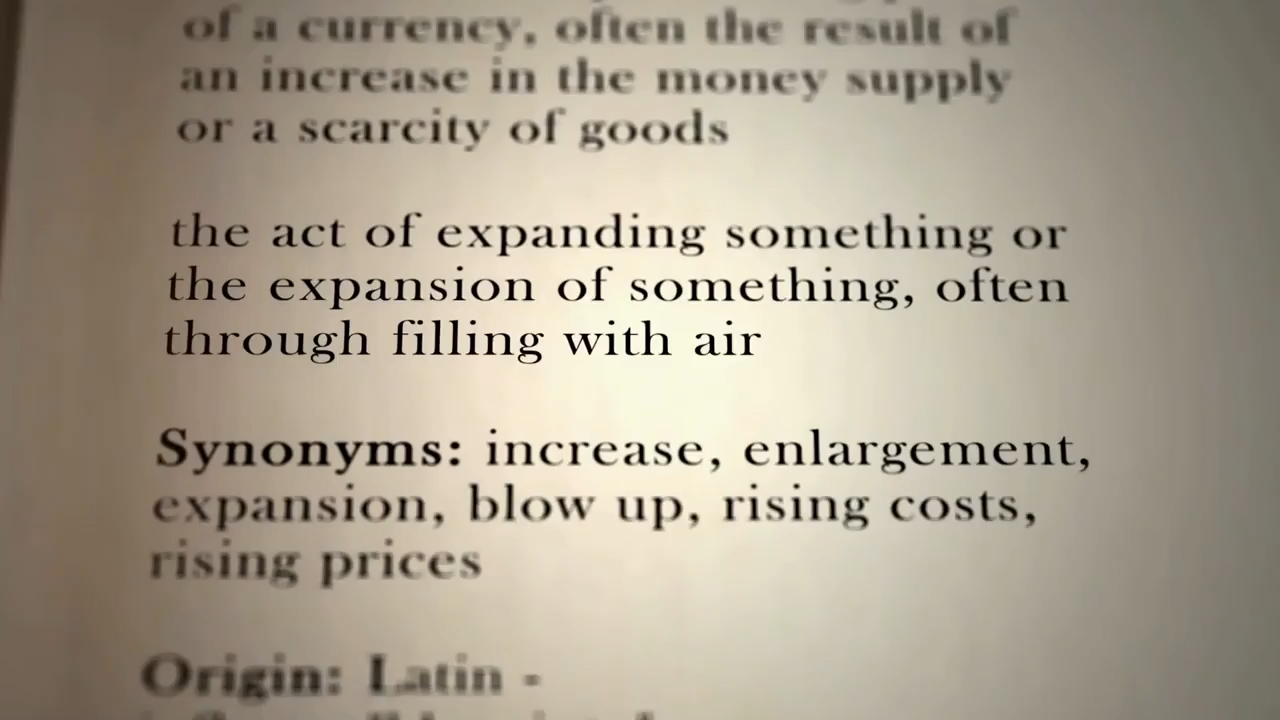 of a currency, often the result of
an increase in the money supply
or a scarcity of goods
the act of expanding something or
the expansion of something, often
through filling with air
Synonyms: increase, enlargement,
expansion, blow up, rising costs,
rising prices
Origin: Latin -